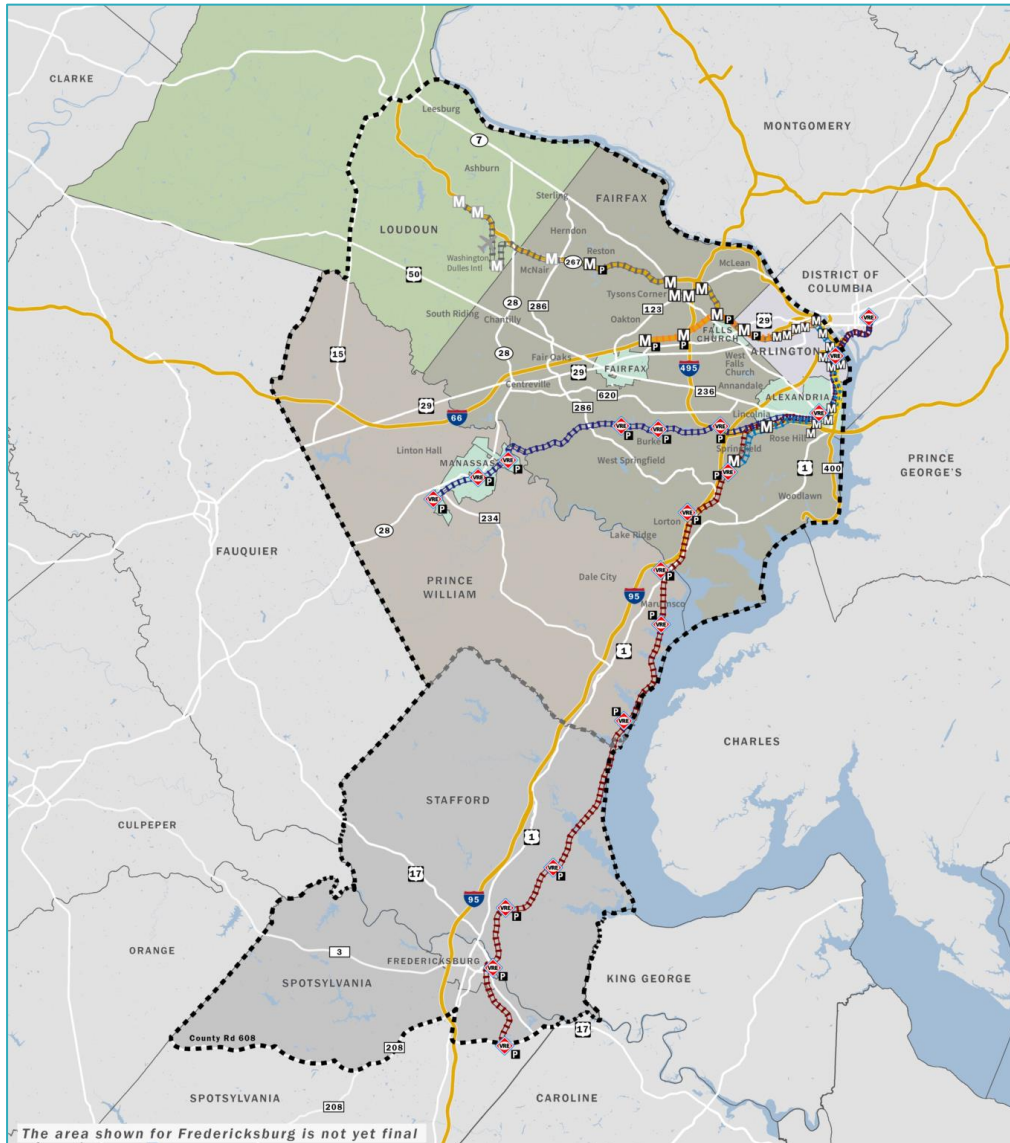 CLARKE
Leesburg
MONTGOMERY
7
Ashburn
Sterling
FAIRFAX
LOUDOUN
Herndon
Reston
Washington
Dulles Intl
McNair
267
P
McLean
50
28
286
Tysons Corner
DISTRICT OF
COLUMBIA
123
South Riding
Chantilly
Oakton
29
VRE
FALLS
CHURCH
ARLINGTON
15
28
Fair Oaks
FAIRFAX
29
495
West
Falls
Church
Annandale
236
Centreville
620
286
29
66
ALEXANDRIA
Lincolnia
Rose Hill
Burke
Springfield
Linton Hall
MANASSAS
West Springfield
1
400
PRINCE
GEORGE'S
Woodlawn
28
234
Lorton
Lake Ridge
FAUQUIER
PRINCE
WILLIAM
Dale City
95
Marumsco
1
CHARLES
STAFFORD
CULPEPER
1
17
95
ORANGE
3
FREDERICKSBURG
KING GEORGE
SPOTSYLVANIA
County Rd 608
208
17
SPOTSYLVANIA
208
CAROLINE
The area shown for Fredericksburg is not yet final